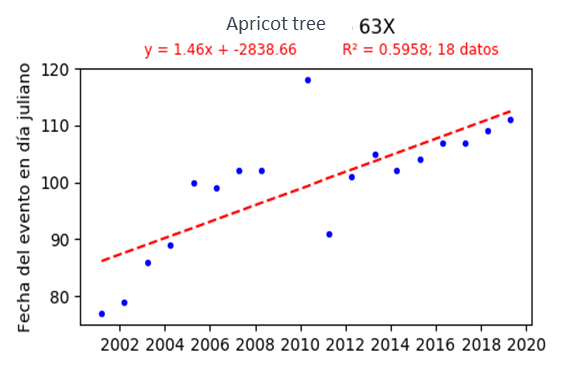 Apricot tree 63X
y = 1.46x + -2838.66 R² = 0.5958; 18 datos
Fecha del evento en día juliano
120
110
100
90
80
2002 2004 2006 2008 2010 2012 2014 2016 2018 2020